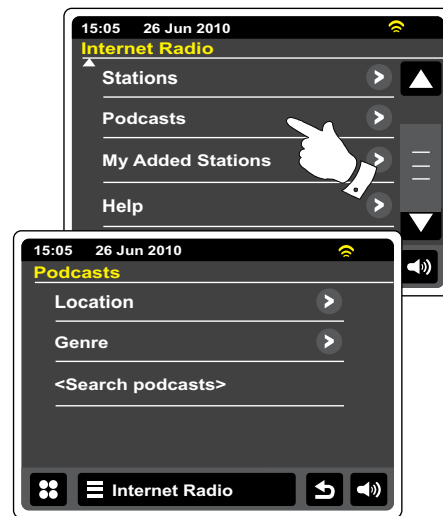 15:05 26 Jun 2010
Internet Radio
Stations
Podcasts
My Added Stations
Help
15:05 26 Jun 2010
Podcasts
Location
Genre
<Search podcasts>
Internet Radio